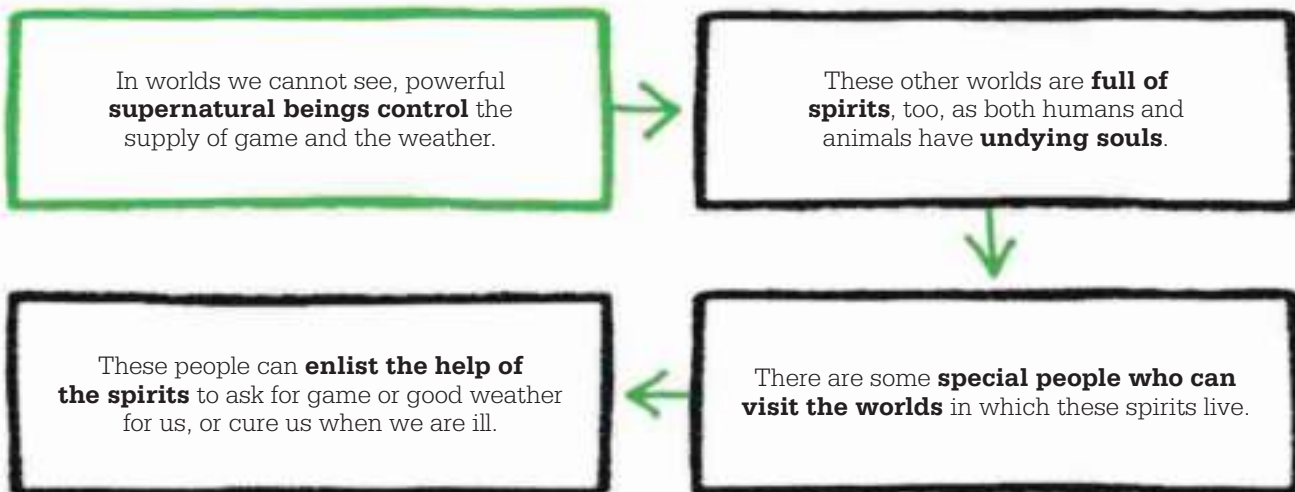 In worlds we cannot see, powerful
supernatural beings control the
supply of game and the weather.
These other worlds are full of
spirits, too, as both humans and
animals have undying souls.
There are some special people who can
visit the worlds in which these spirits live.
These people can enlist the help of
the spirits to ask for game or good weather
for us, or cure us when we are ill.